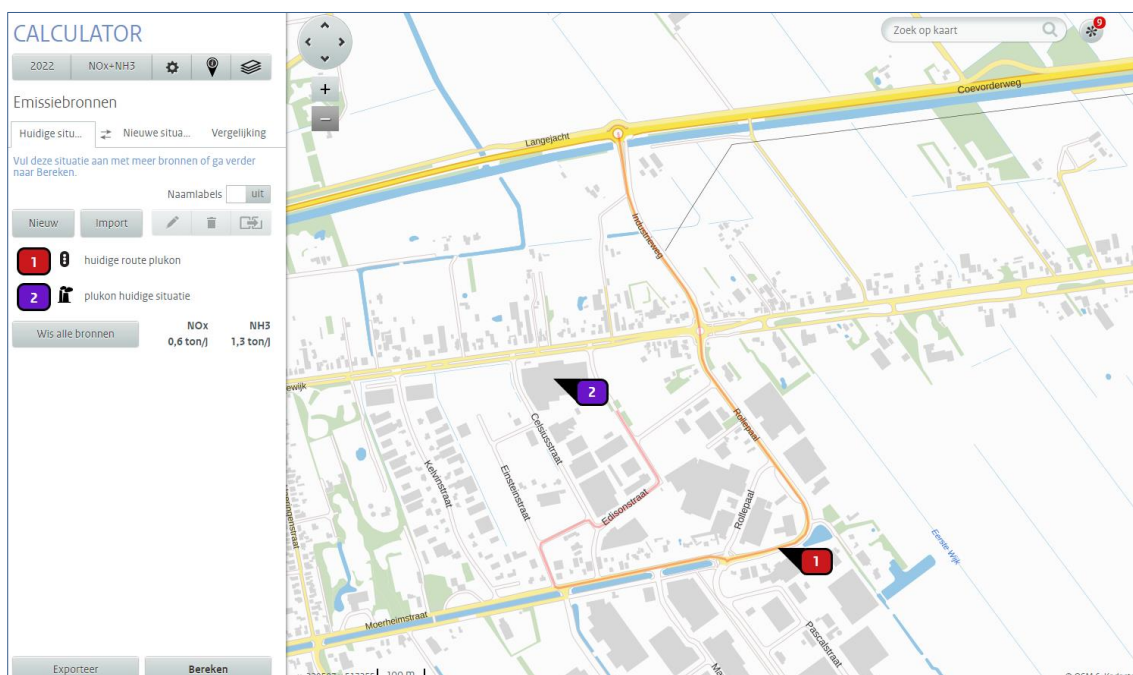 CALCULATOR
2022 NOx+NH3
Emissiebronnen
Huidige situ... Nieuwe situa... Vergelijking
Vul deze situatie aan met meer bronnen of ga verder
naar Bereken.
Naamlabels uit
Nieuw Import
1 huidige route plukon
2 plukon huidige situatie
Wis alle bronnen
NOx NH3
0,6 ton/j 1,3 ton/j
Exporteer Bereken
Zoek op kaart
9
+
−
Coevorderweg
Langejacht
Industrieweg
ewijk
2
Celsiusstraat
Rollepaal
Kelvinstraat
Einsteinstraat
Edisonstraat
Rollepaal
Eerste Wijk
1
Moerheimstraat
Pascalstraat
100 m